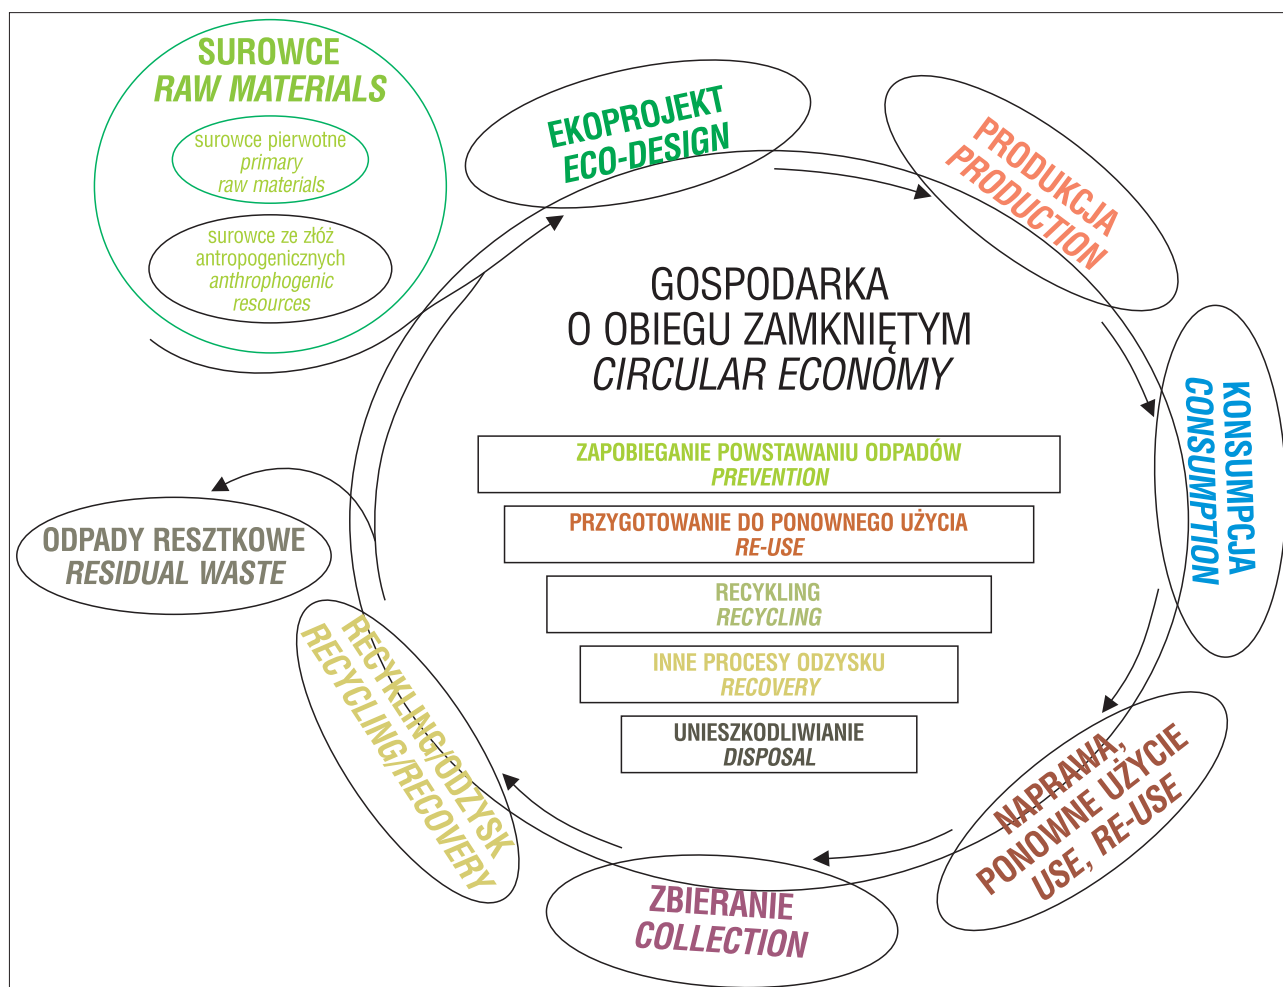 SUROWCE
RAW MATERIALS
surowce pierwotne
primary
raw materials
surowce ze złóż
antropogenicznych
anthrophogenic
resources
EKOPROJEKT
ECO-DESIGN
PRODUKCJA
PRODUCTION
KONSUMPCJA
CONSUMPTION
NAPRAWA,
PONOWNE UŻYCIE
USE, RE-USE
ZBIERANIE
COLLECTION
RECYKLING/ODZYSK
RECYCLING/RECOVERY
ODPADY RESZTKOWE
RESIDUAL WASTE
GOSPODARKA
O OBIEGU ZAMKNIĘTYM
CIRCULAR ECONOMY
ZAPOBIEGANIE POWSTAWANIU ODPADÓW
PREVENTION
PRZYGOTOWANIE DO PONOWNEGO UŻYCIA
RE-USE
RECYKLING
RECYCLING
INNE PROCESY ODZYSKU
RECOVERY
UNIESZKODLIWIANIE
DISPOSAL